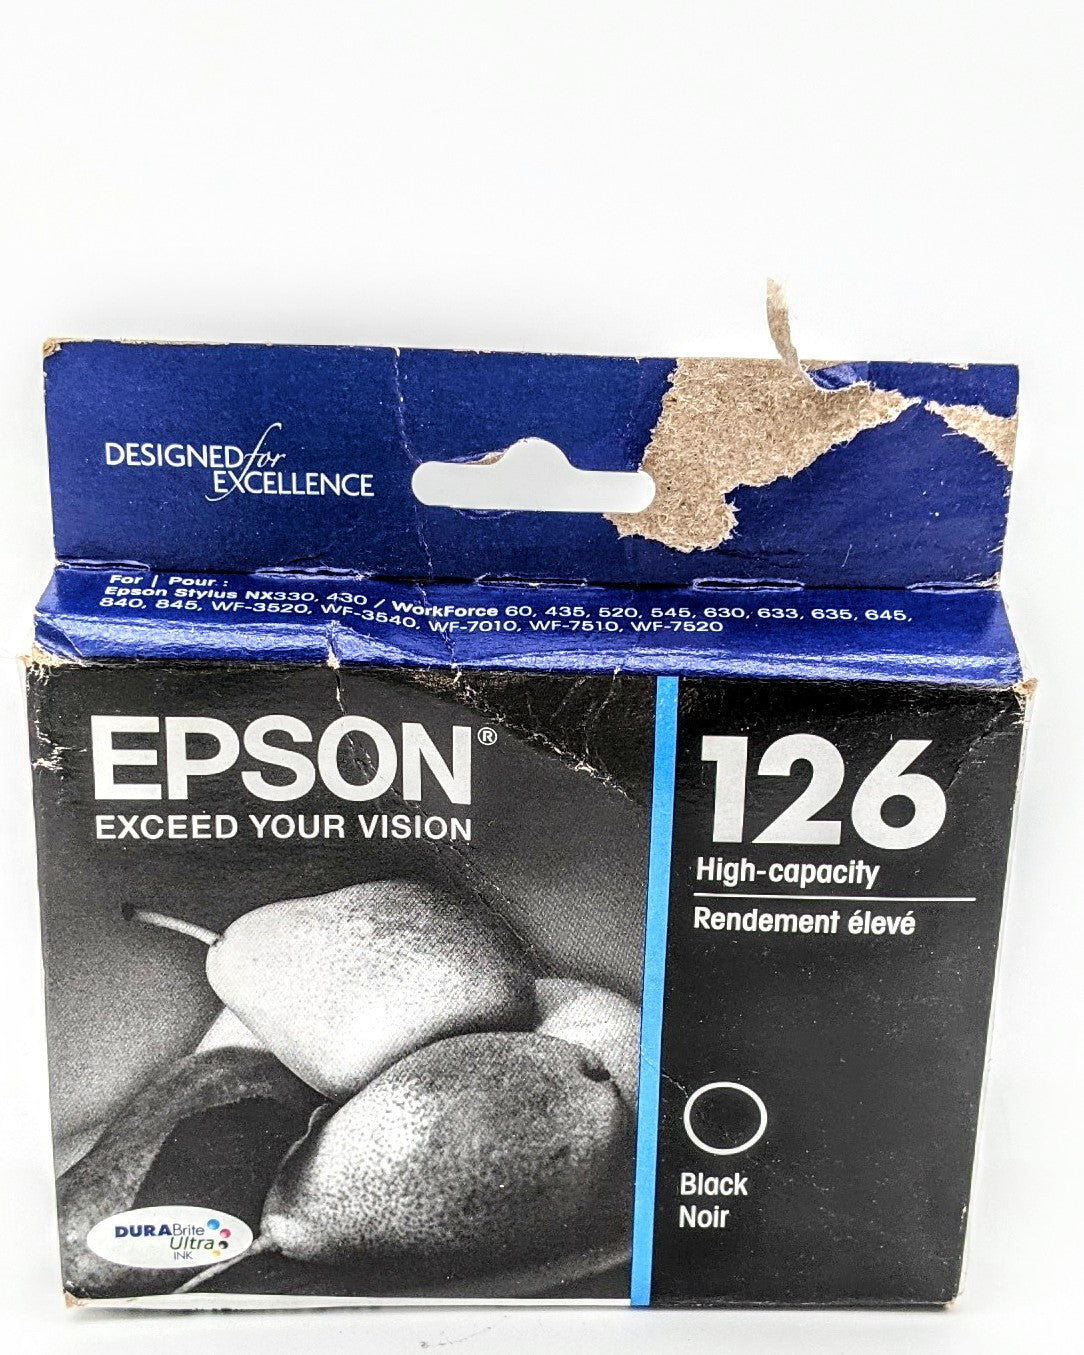 DESIGNED for
EXCELLENCE
For | Pour :
Epson Stylus NX330, 430 / WorkForce 60, 435, 520, 545, 630, 633, 635, 645,
840, 845, WF-3520, WF-3540, WF-7010, WF-7510, WF-7520
EPSON®
EXCEED YOUR VISION
126
High-capacity
Rendement élevé
Black
Noir
DURABrite
Ultra
INK